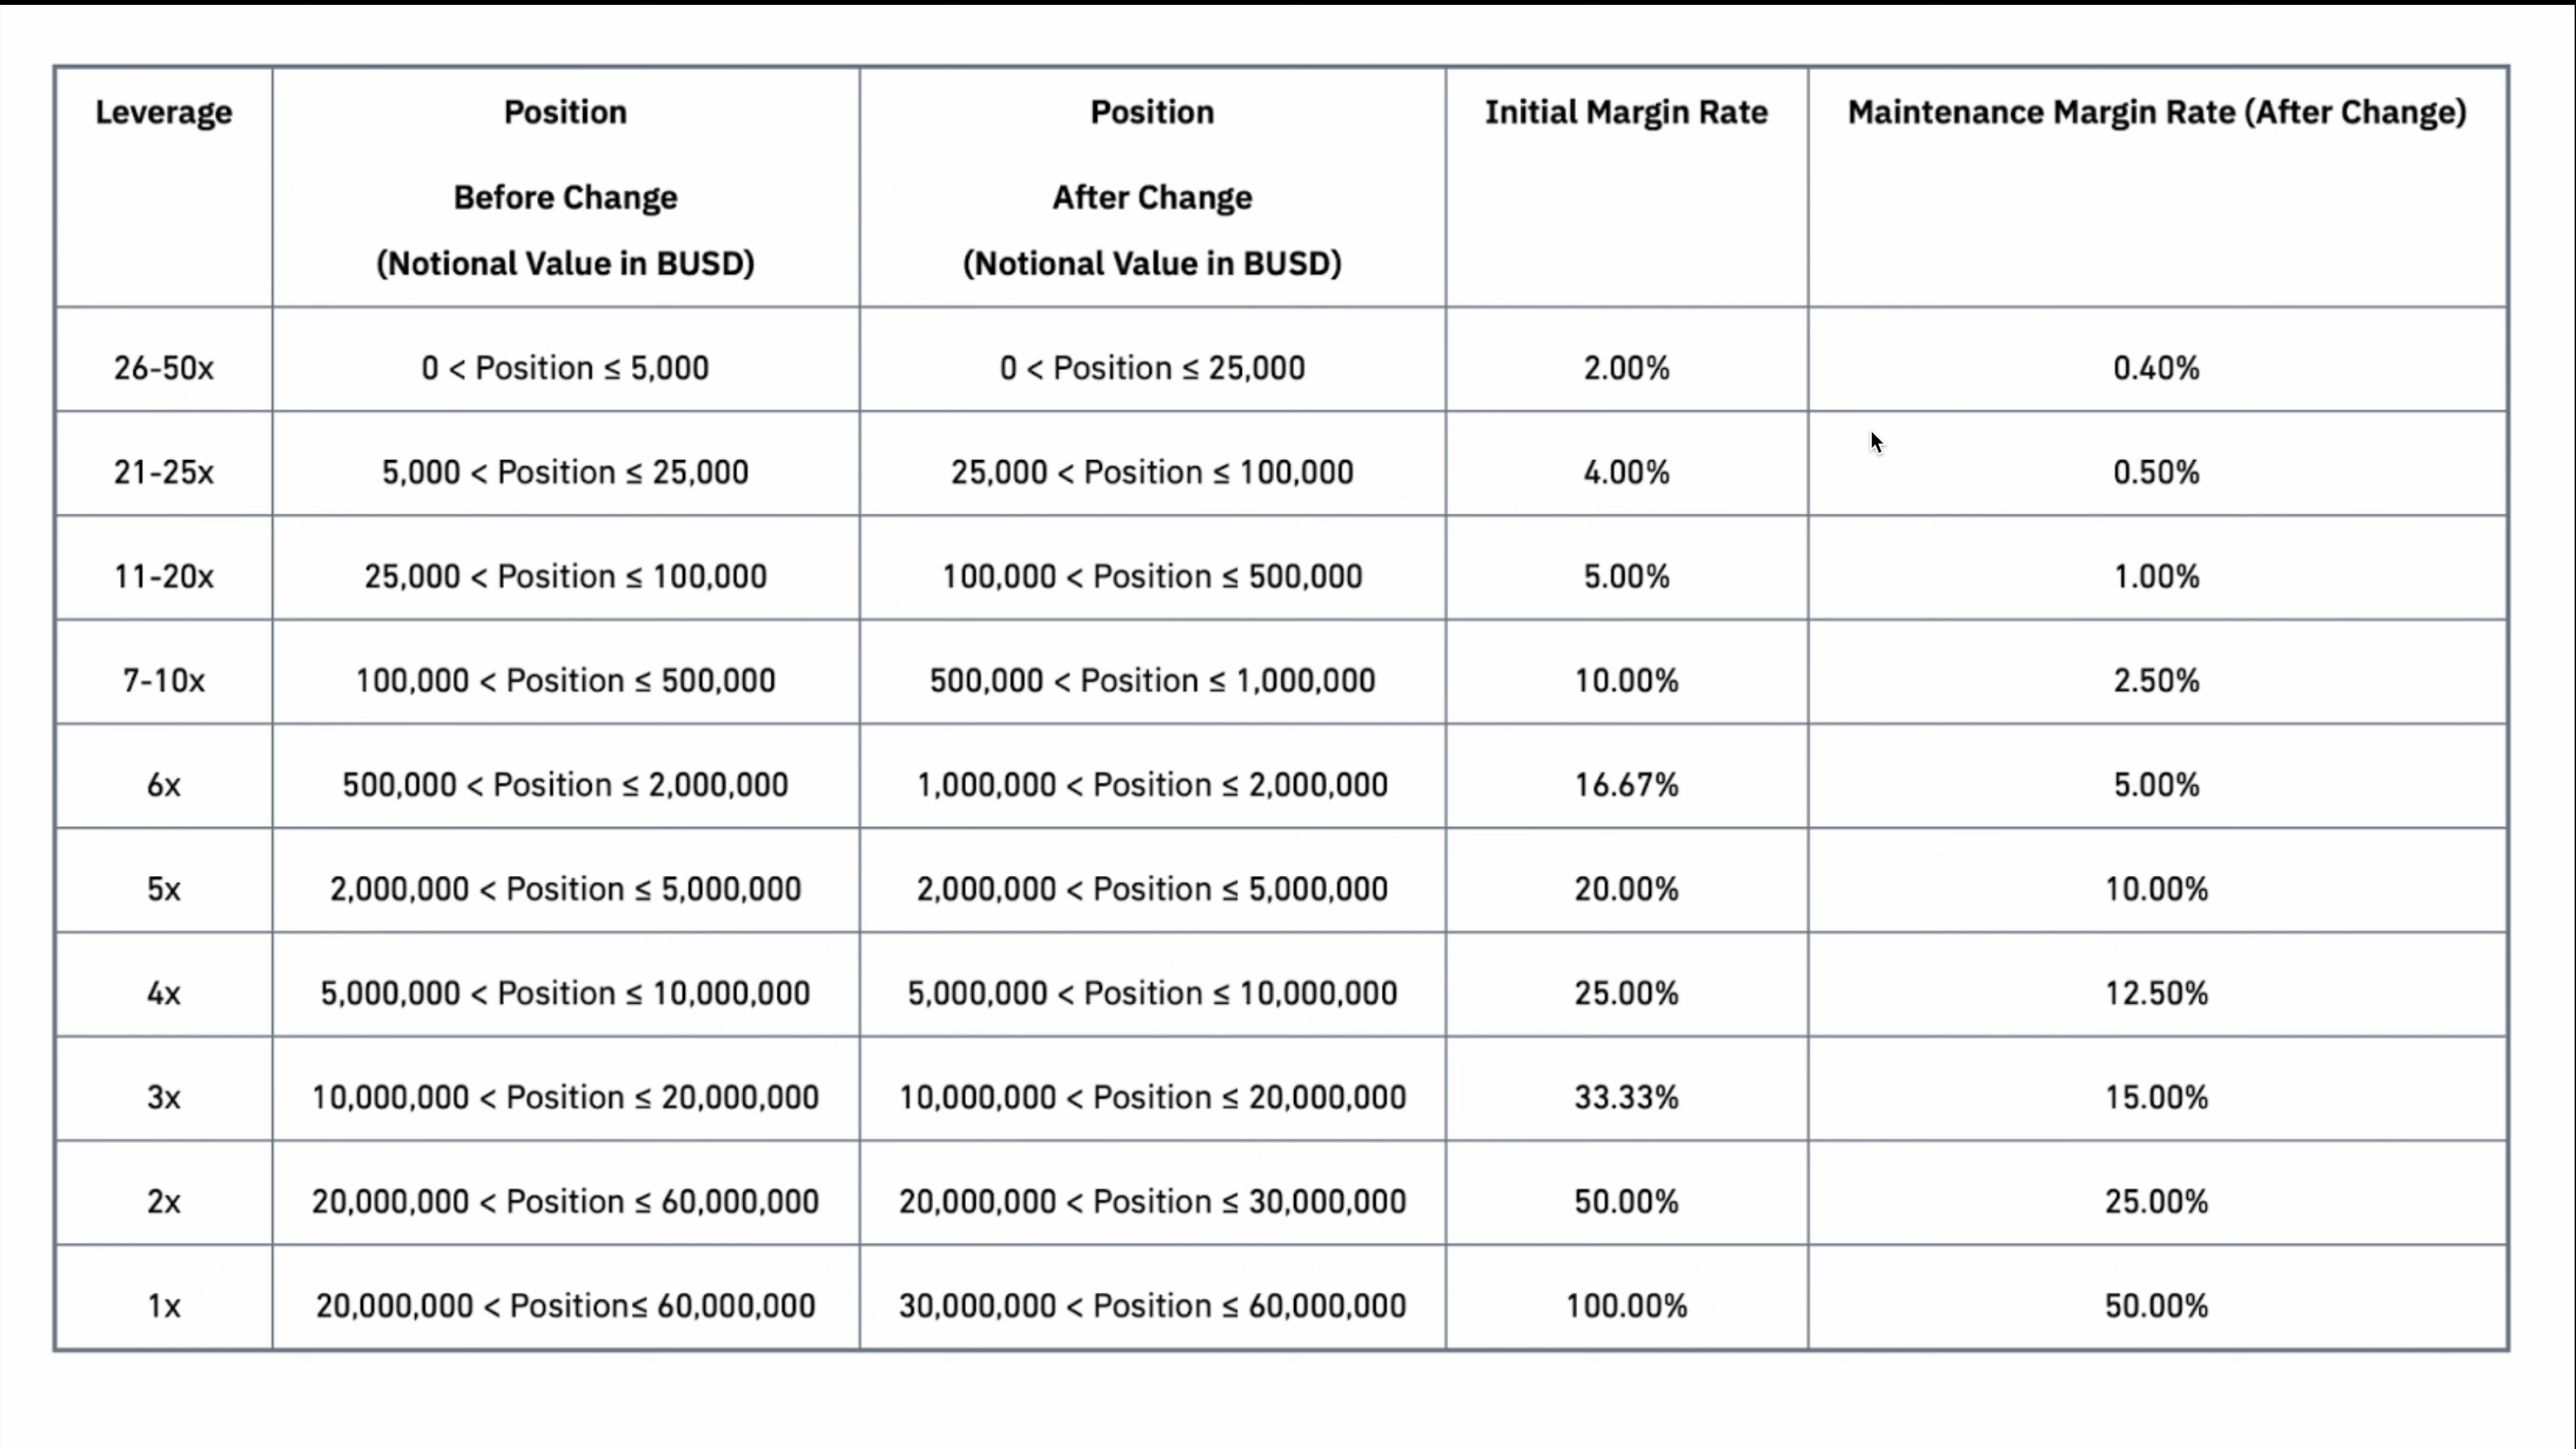 Leverage
Position
Before Change
(Notional Value in BUSD)
Position
After Change
(Notional Value in BUSD)
Initial Margin Rate
Maintenance Margin Rate (After Change)
26-50x
0 < Position ≤ 5,000
0 < Position ≤ 25,000
2.00%
0.40%
21-25x
5,000 < Position ≤ 25,000
25,000 < Position ≤ 100,000
4.00%
0.50%
11-20x
25,000 < Position ≤ 100,000
100,000 < Position ≤ 500,000
5.00%
1.00%
7-10x
100,000 < Position ≤ 500,000
500,000 < Position ≤ 1,000,000
10.00%
2.50%
6x
500,000 < Position ≤ 2,000,000
1,000,000 < Position ≤ 2,000,000
16.67%
5.00%
5x
2,000,000 < Position ≤ 5,000,000
2,000,000 < Position ≤ 5,000,000
20.00%
10.00%
4x
5,000,000 < Position ≤ 10,000,000
5,000,000 < Position ≤ 10,000,000
25.00%
12.50%
3x
10,000,000 < Position ≤ 20,000,000
10,000,000 < Position ≤ 20,000,000
33.33%
15.00%
2x
20,000,000 < Position ≤ 60,000,000
20,000,000 < Position ≤ 30,000,000
50.00%
25.00%
1x
20,000,000 < Position≤ 60,000,000
30,000,000 < Position ≤ 60,000,000
100.00%
50.00%